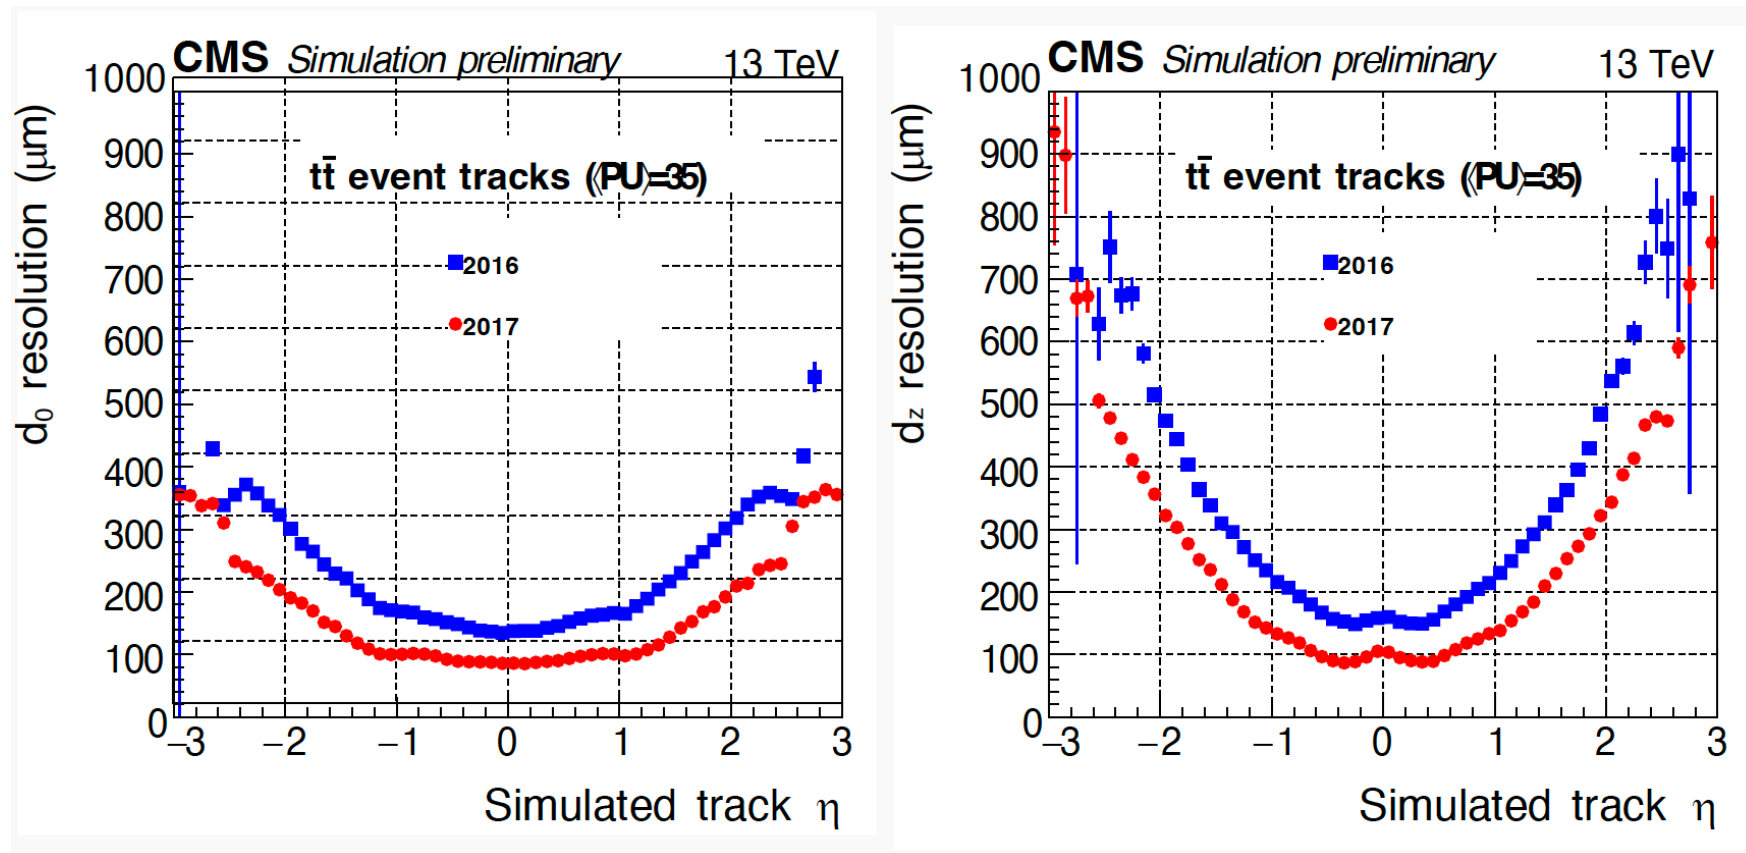 CMS Simulation preliminary 13 TeV
tt̄ event tracks (⟨PU⟩=35)
2016
2017
d₀ resolution (μm)
1000
900
800
700
600
500
400
300
200
100
0
−3 −2 −1 0 1 2 3
Simulated track η
CMS Simulation preliminary 13 TeV
tt̄ event tracks (⟨PU⟩=35)
2016
2017
d_z resolution (μm)
1000
900
800
700
600
500
400
300
200
100
0
−3 −2 −1 0 1 2 3
Simulated track η